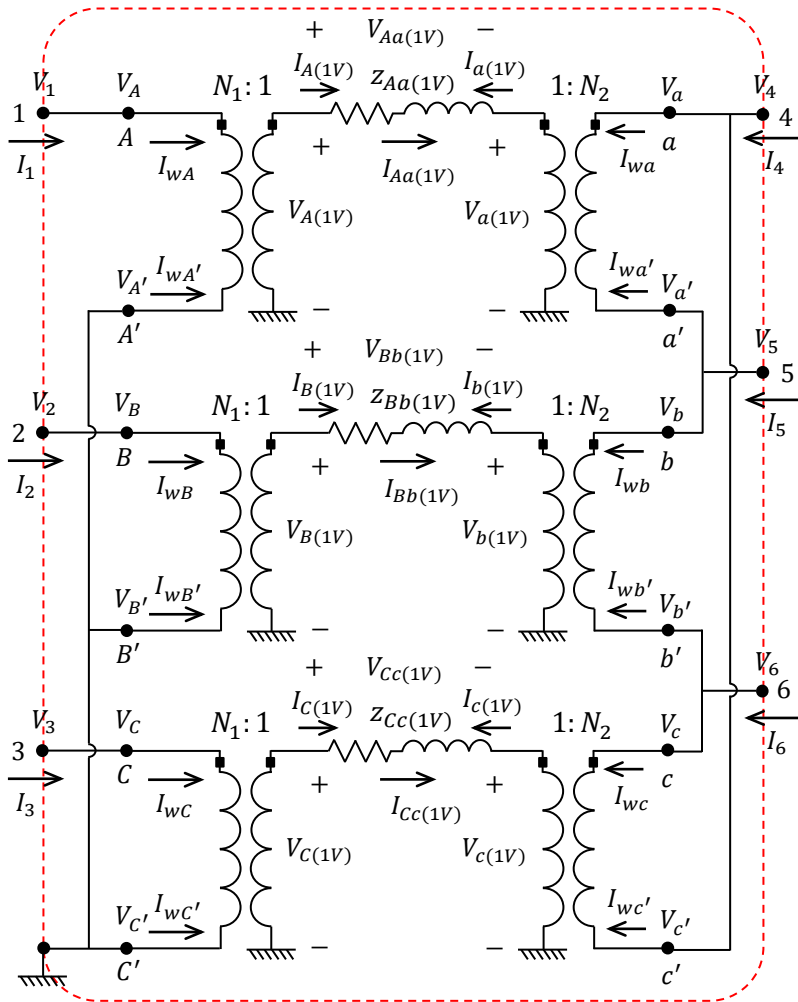 + V_{Aa(1V)} −
I_{A(1V)} I_{a(1V)}
V_1 V_A N_1: 1 z_{Aa(1V)} 1: N_2 V_a V_4
1 A a 4
I_1 I_{wA} + I_{Aa(1V)} + I_{wa} I_4
V_{A(1V)} V_{a(1V)}
V_{A'} I_{wA'} I_{wa'} V_{a'}
A' − − a'
+ V_{Bb(1V)} − V_5
I_{B(1V)} I_{b(1V)} 5
V_2 V_B N_1: 1 z_{Bb(1V)} 1: N_2 V_b I_5
2 B b
I_2 I_{wB} + I_{Bb(1V)} + I_{wb}
V_{B(1V)} V_{b(1V)}
V_{B'} I_{wB'} I_{wb'} V_{b'}
B' − − b'
+ V_{Cc(1V)} − V_6
I_{C(1V)} I_{c(1V)} 6
V_3 V_C N_1: 1 z_{Cc(1V)} 1: N_2 V_c I_6
3 C c
I_3 I_{wC} + I_{Cc(1V)} + I_{wc}
V_{C(1V)} V_{c(1V)}
V_{C'} I_{wC'} I_{wc'} V_{c'}
C' − − c'